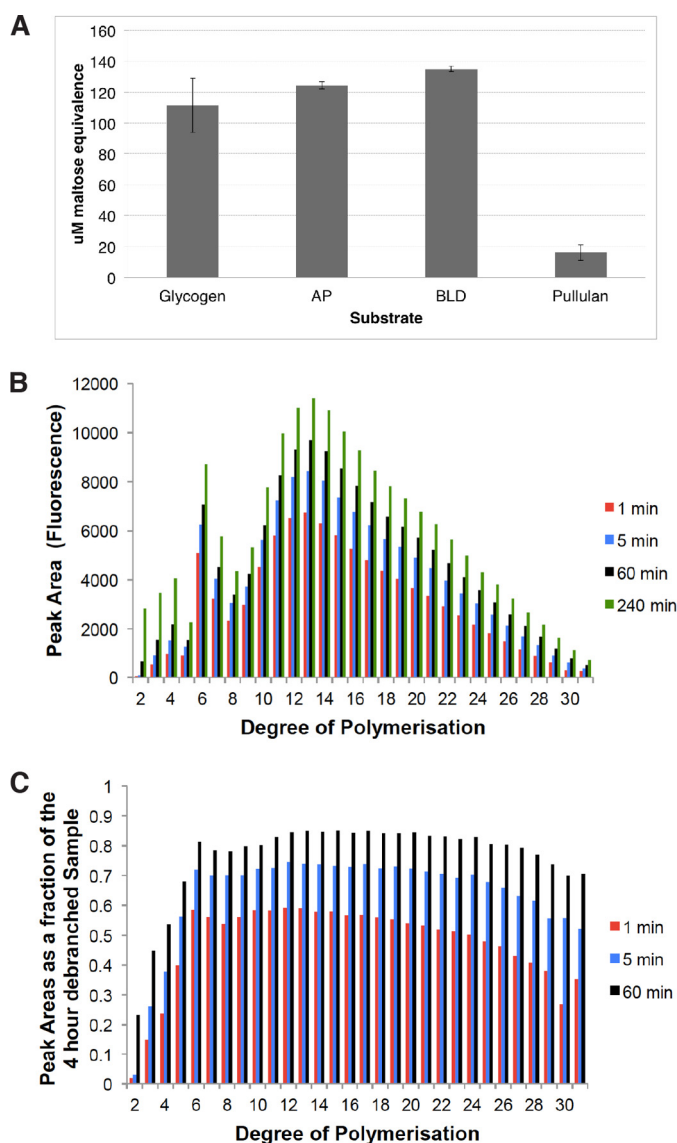 A
160
140
120
100
80
60
40
20
0
uM maltose equivalence
Glycogen AP BLD Pullulan
Substrate
B
12000
10000
8000
6000
4000
2000
0
Peak Area (Fluorescence)
2 4 6 8 10 12 14 16 18 20 22 24 26 28 30
Degree of Polymerisation
1 min
5 min
60 min
240 min
C
1
0.9
0.8
0.7
0.6
0.5
0.4
0.3
0.2
0.1
0
Peak Areas as a fraction of the
4 hour debranched Sample
2 4 6 8 10 12 14 16 18 20 22 24 26 28 30
Degree of Polymerisation
1 min
5 min
60 min